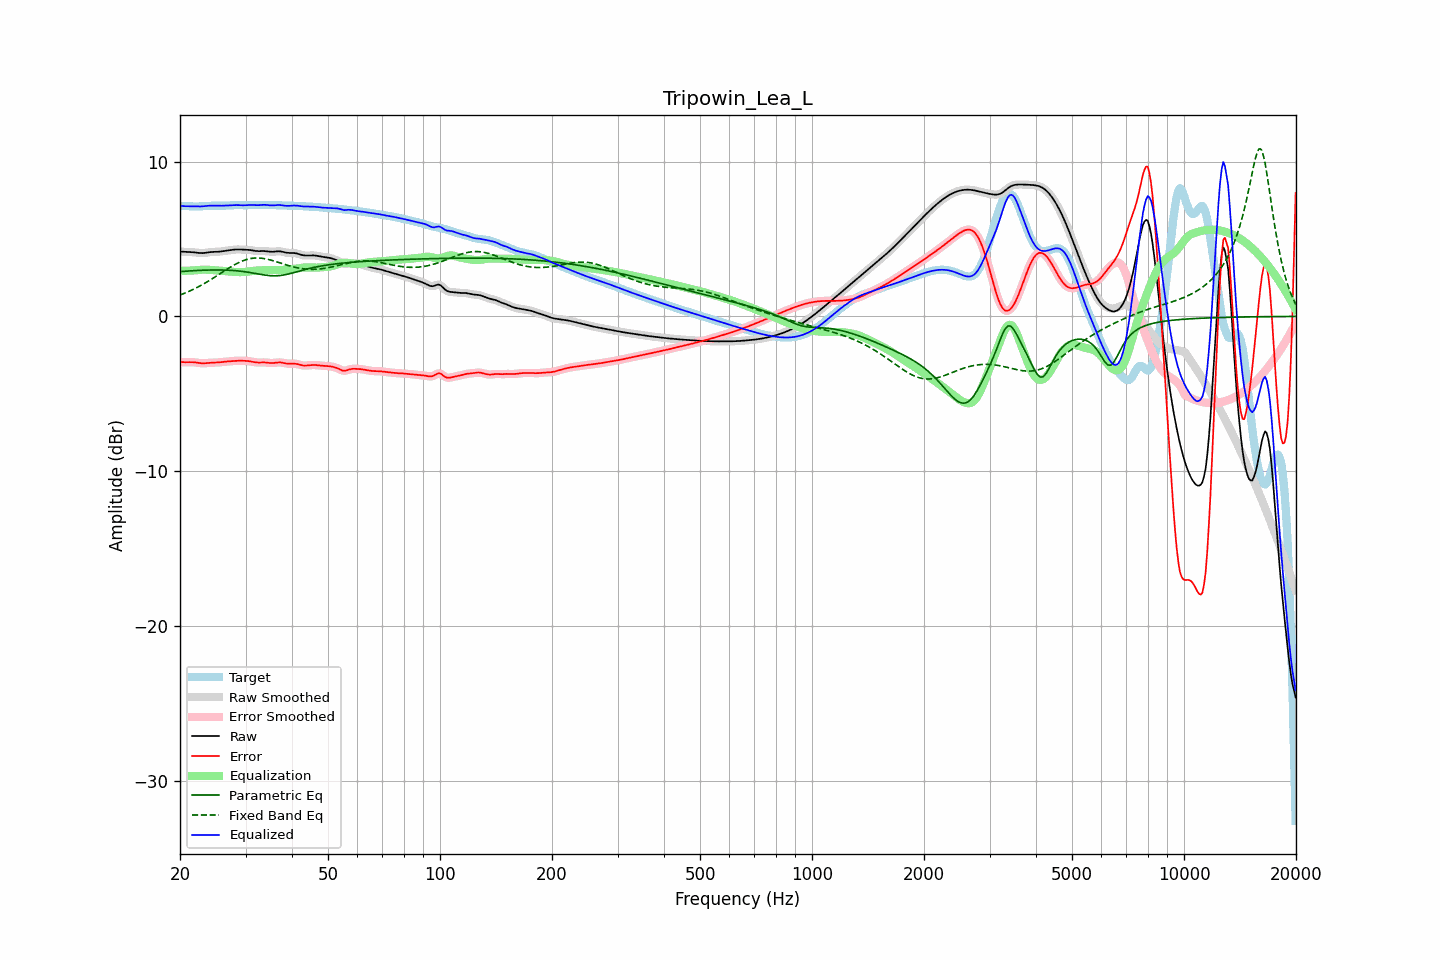 Tripowin_Lea_L
Amplitude (dBr)
10
0
−10
−20
−30
Target
Raw Smoothed
Error Smoothed
Raw
Error
Equalization
Parametric Eq
Fixed Band Eq
Equalized
20 50 100 200 500 1000 2000 5000 10000 20000
Frequency (Hz)